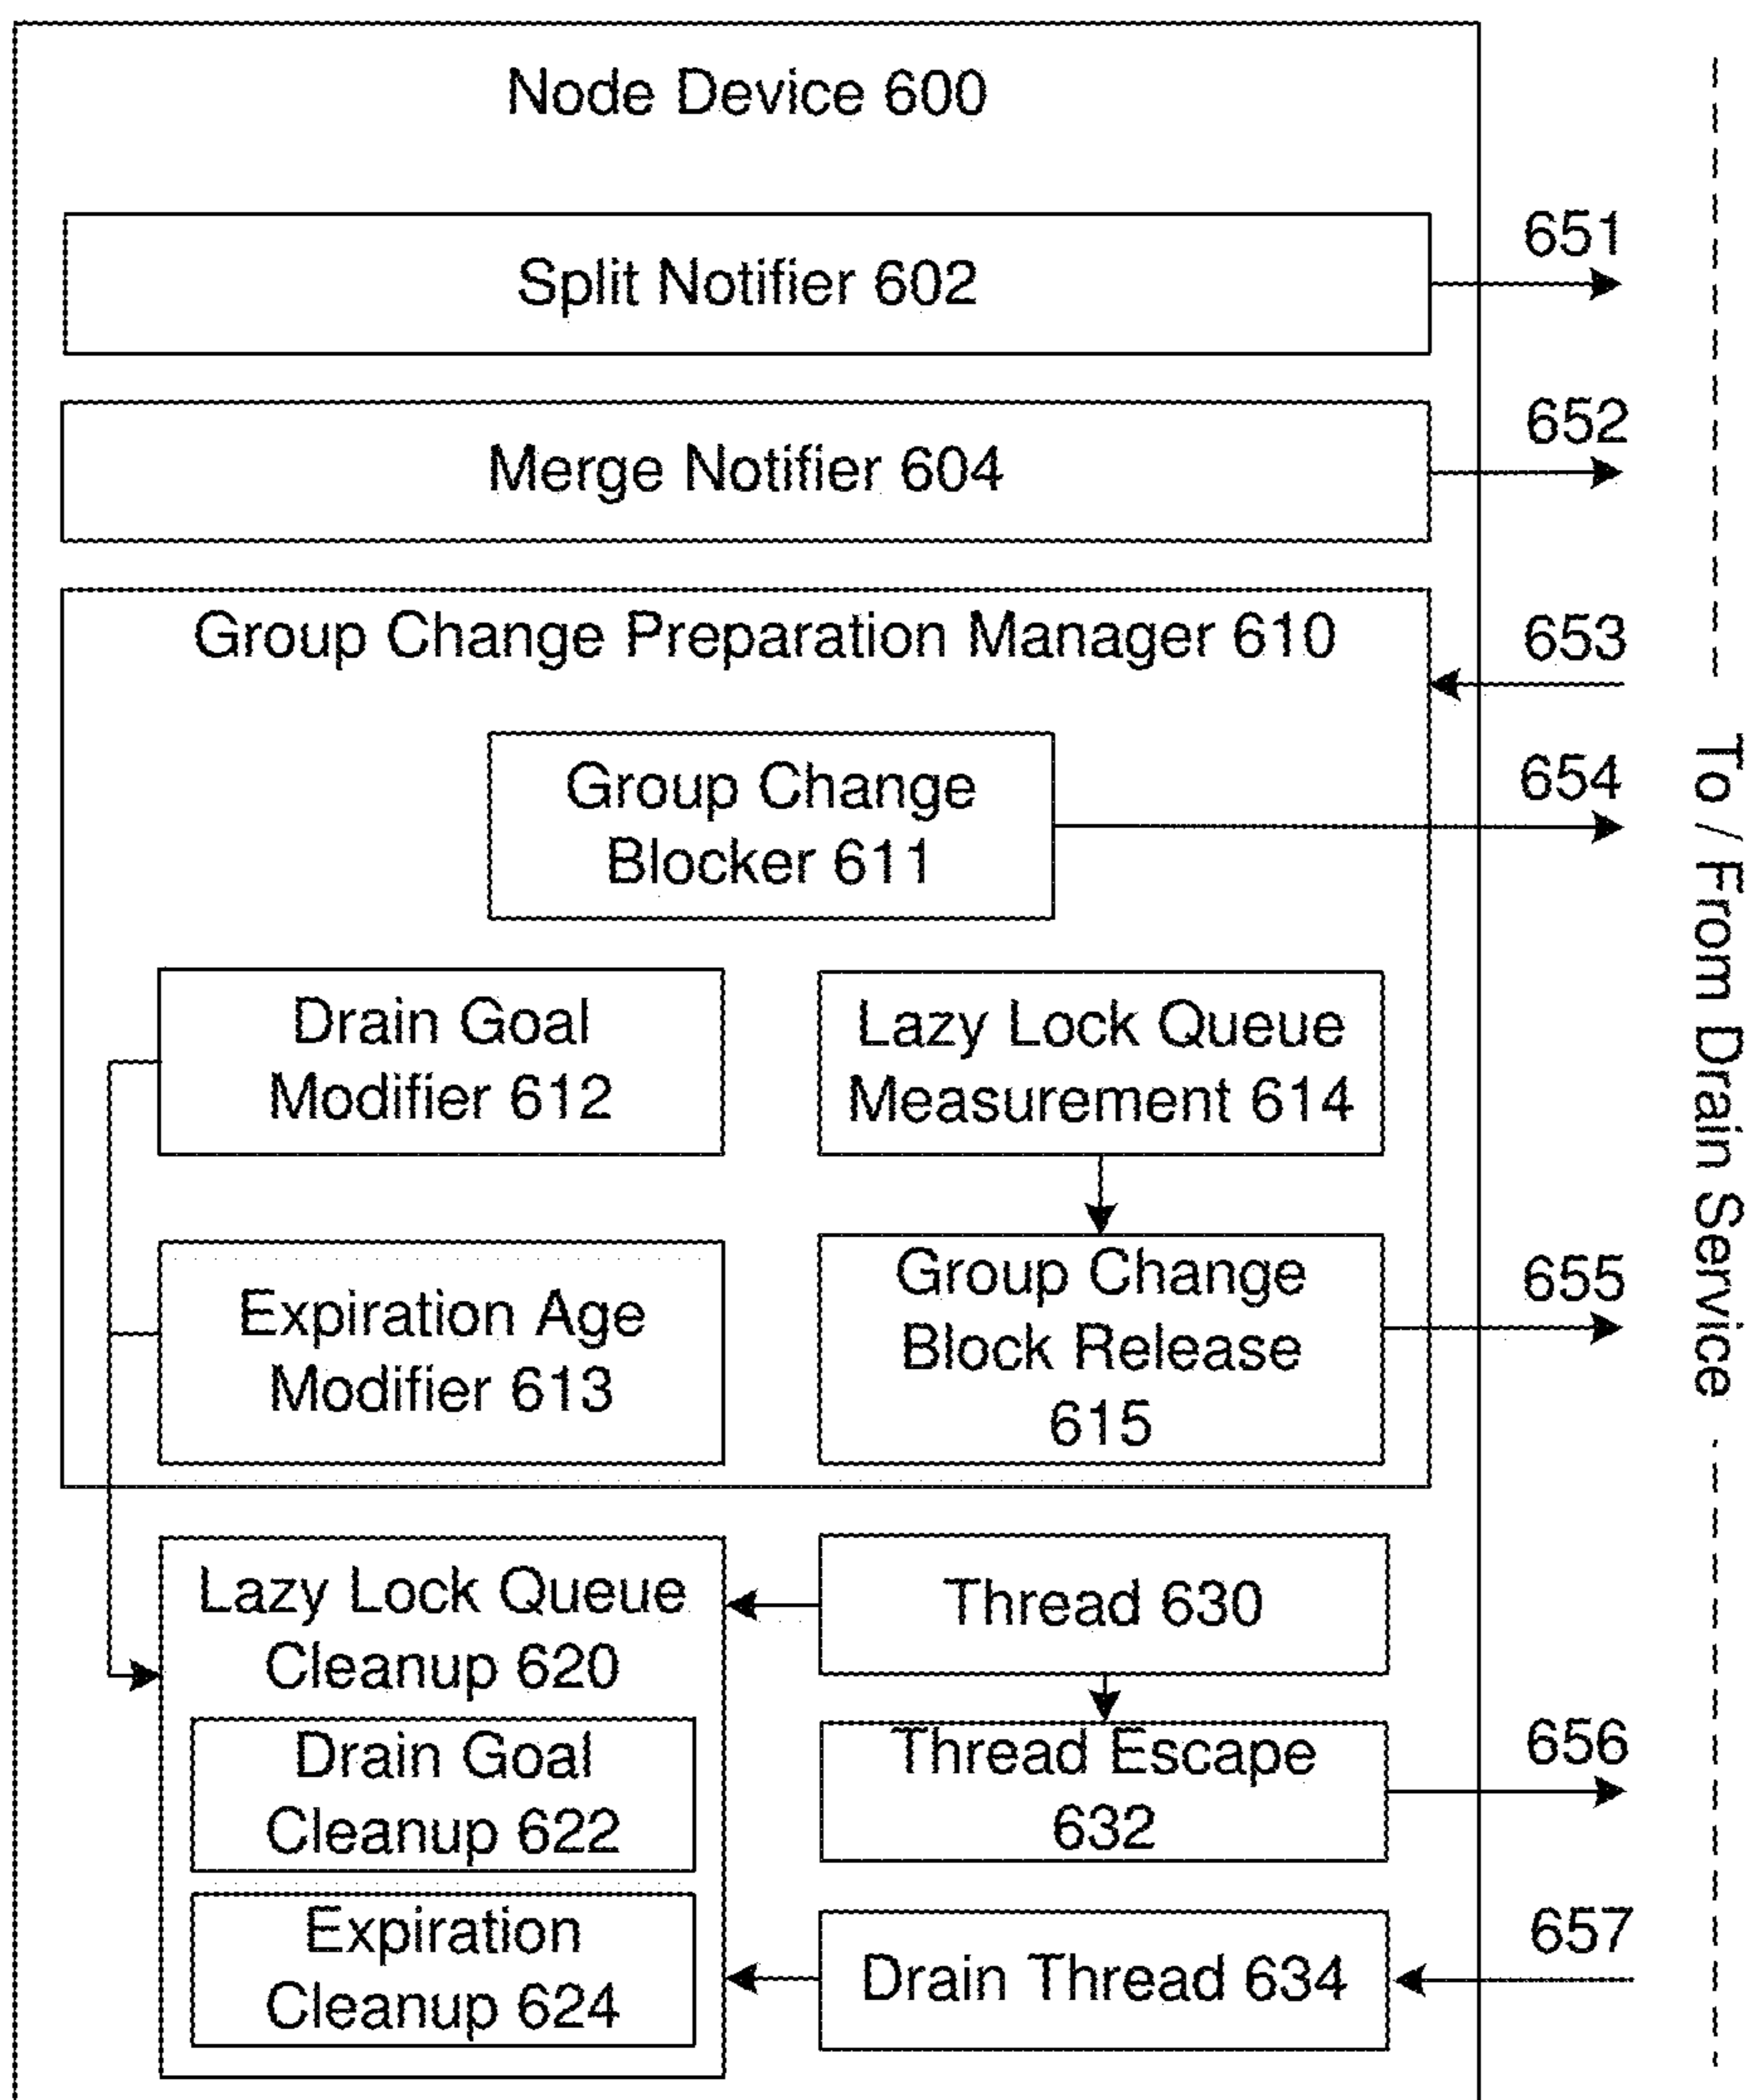 Node Device 600
Split Notifier 602
651
Merge Notifier 604
652
Group Change Preparation Manager 610
653
Group Change
Blocker 611
654
Drain Goal
Modifier 612
Lazy Lock Queue
Measurement 614
Expiration Age
Modifier 613
Group Change
Block Release
615
655
Lazy Lock Queue
Cleanup 620
Drain Goal
Cleanup 622
Expiration
Cleanup 624
Thread 630
Thread Escape
632
656
Drain Thread 634
657
To / From Drain Service